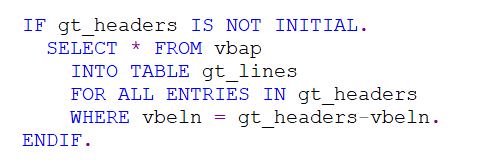 IF gt_headers IS NOT INITIAL.
  SELECT * FROM vbap
    INTO TABLE gt_lines
    FOR ALL ENTRIES IN gt_headers
    WHERE vbeln = gt_headers-vbeln.
ENDIF.